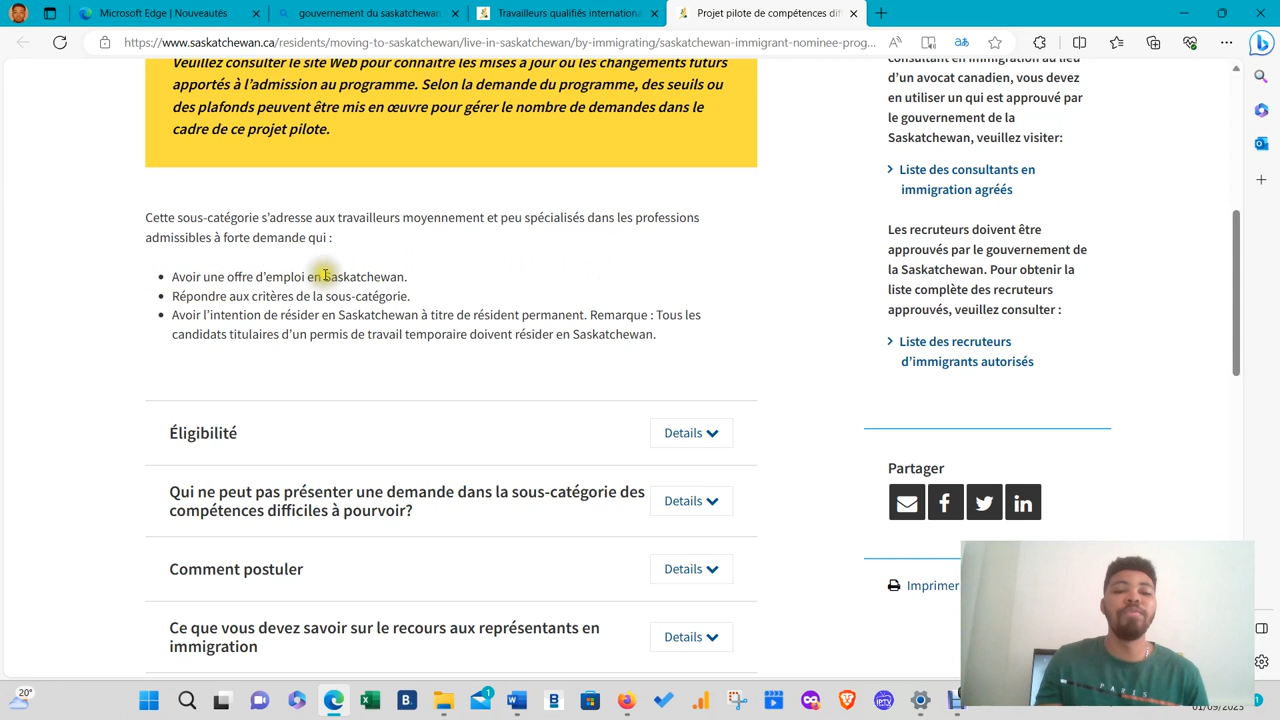 Microsoft Edge | Nouveautés
gouvernement du saskatchewan
Travailleurs qualifiés internationa
Projet pilote de compétences dif
https://www.saskatchewan.ca/residents/moving-to-saskatchewan/live-in-saskatchewan/by-immigrating/saskatchewan-immigrant-nominee-prog...
Veuillez consulter le site Web pour connaître les mises à jour ou les changements futurs
apportés à l'admission au programme. Selon la demande du programme, des seuils ou
des plafonds peuvent être mis en œuvre pour gérer le nombre de demandes dans le
cadre de ce projet pilote.
Cette sous-catégorie s'adresse aux travailleurs moyennement et peu spécialisés dans les professions
admissibles à forte demande qui :
Avoir une offre d'emploi en Saskatchewan.
Répondre aux critères de la sous-catégorie.
Avoir l'intention de résider en Saskatchewan à titre de résident permanent. Remarque : Tous les
candidats titulaires d'un permis de travail temporaire doivent résider en Saskatchewan.
Éligibilité
Details
Qui ne peut pas présenter une demande dans la sous-catégorie des
compétences difficiles à pourvoir?
Details
Comment postuler
Details
Ce que vous devez savoir sur le recours aux représentants en
immigration
Details
consultant en immigration au lieu
d'un avocat canadien, vous devez
en utiliser un qui est approuvé par
le gouvernement de la
Saskatchewan, veuillez visiter:
Liste des consultants en
immigration agréés
Les recruteurs doivent être
approuvés par le gouvernement de
la Saskatchewan. Pour obtenir la
liste complète des recruteurs
approuvés, veuillez consulter :
Liste des recruteurs
d'immigrants autorisés
Partager
Imprimer
PARIS
20°
01/09/2023